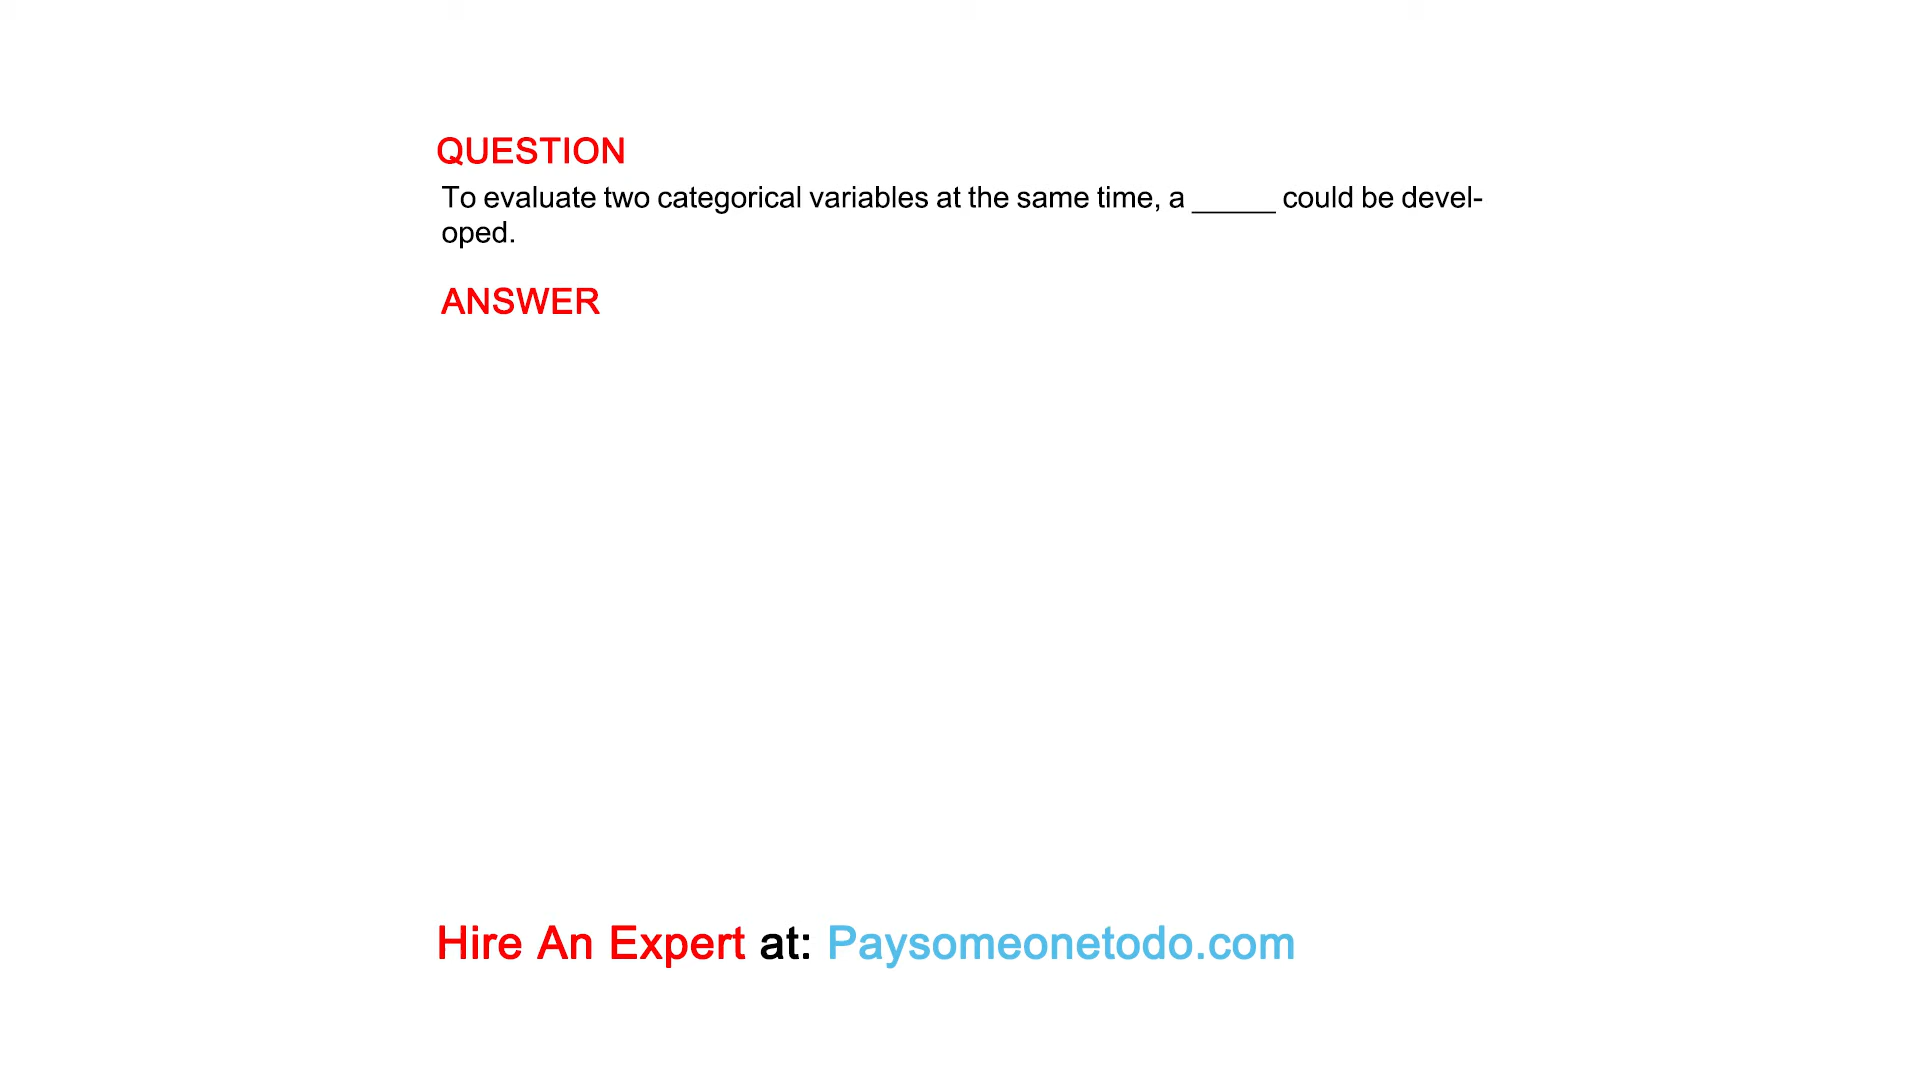 QUESTION
To evaluate two categorical variables at the same time, a _____ could be devel-
oped.
ANSWER
Hire An Expert at: Paysomeonetodo.com